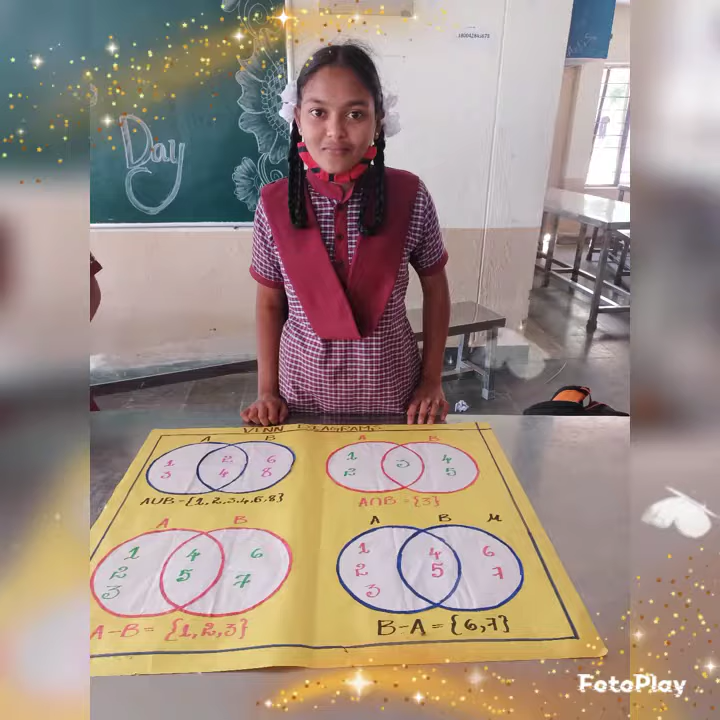 Day
18004286678
VENN DIAGRAMS
A B
1 2 6
3 4 8
AUB = {1,2,3,4,6,8}
A B
1 3 4
2 5
A∩B = {3}
A B
1 4 6
2 5 7
3
A-B = {1,2,3}
A B μ
1 4 6
2 5 7
3
B-A = {6,7}
FotoPlay